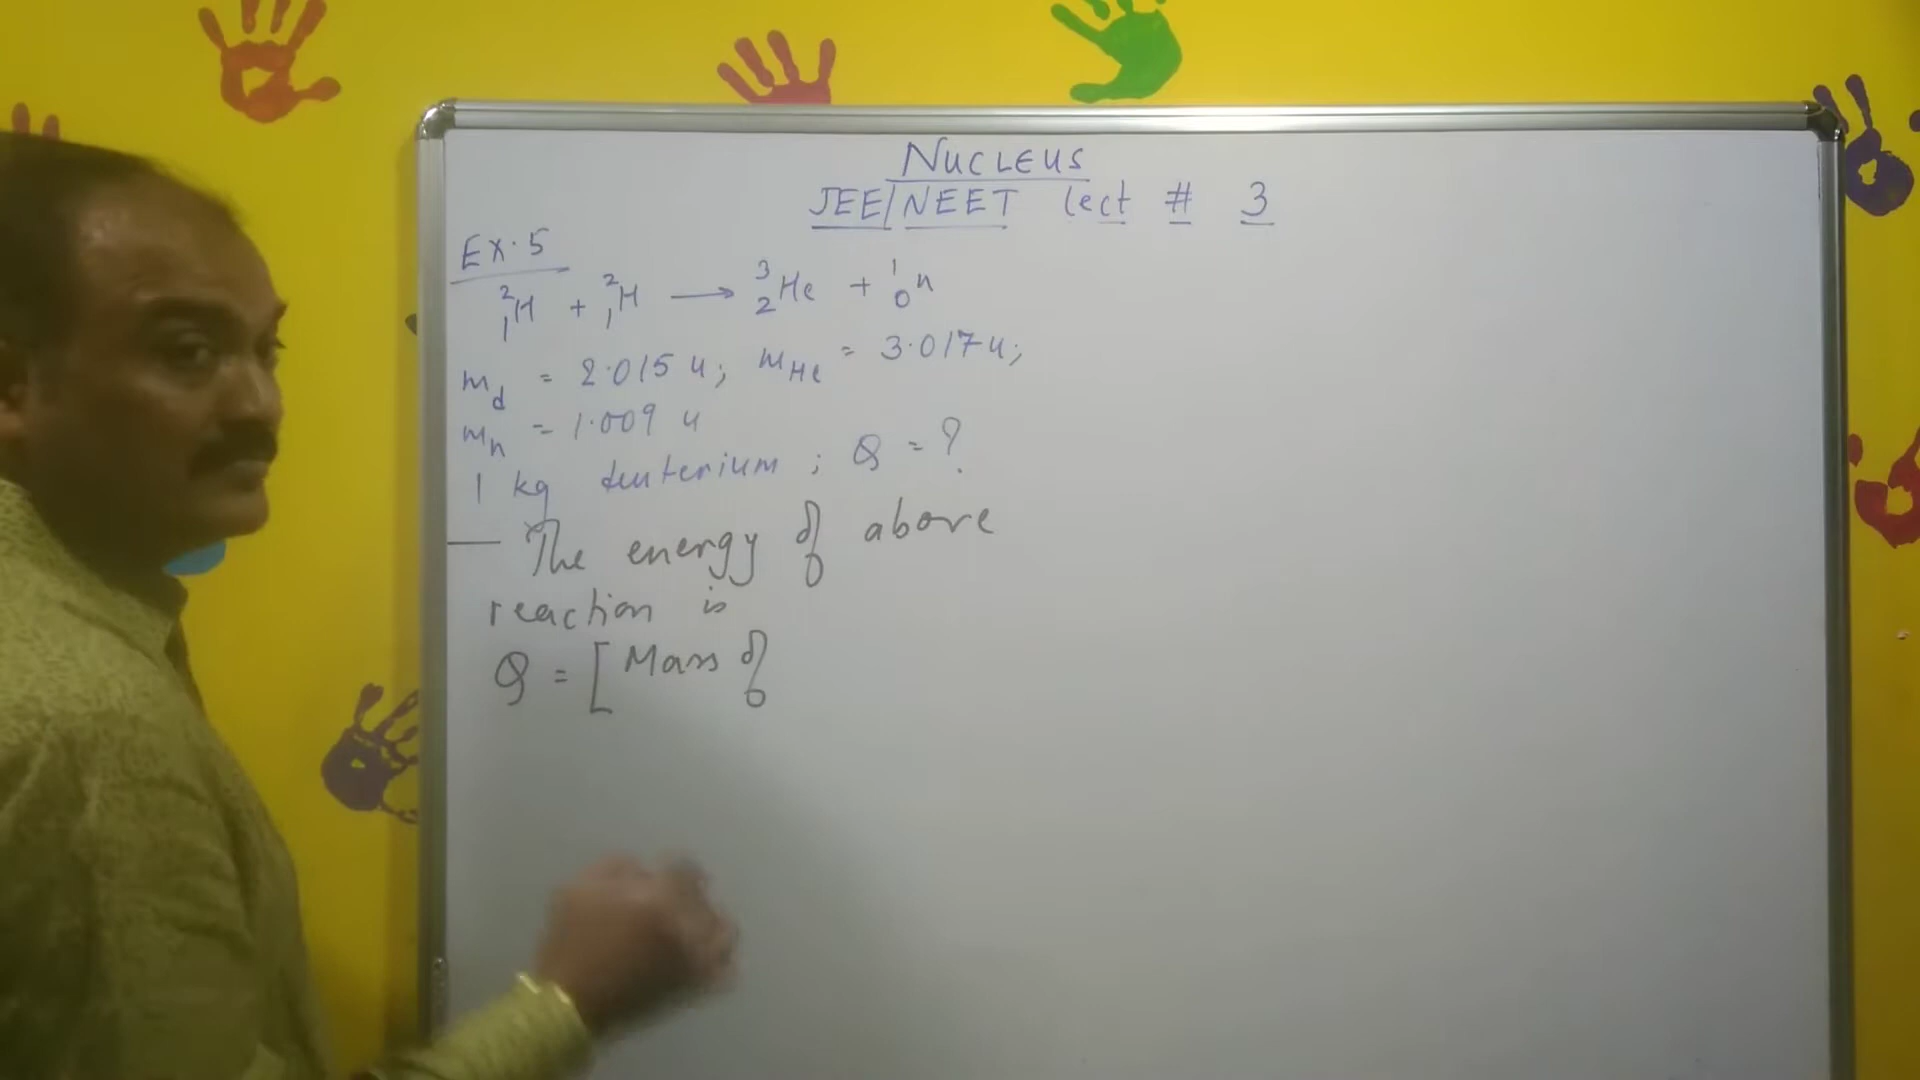 NUCLEUS
JEE/NEET lect # 3
Ex.5
²₁H + ²₁H ⟶ ³₂He + ¹₀n
m_d = 2.015 u; m_He = 3.017 u;
m_n = 1.009 u
1 kg deuterium ; Q = ?
— The energy of above
reaction is
Q = [Mass of